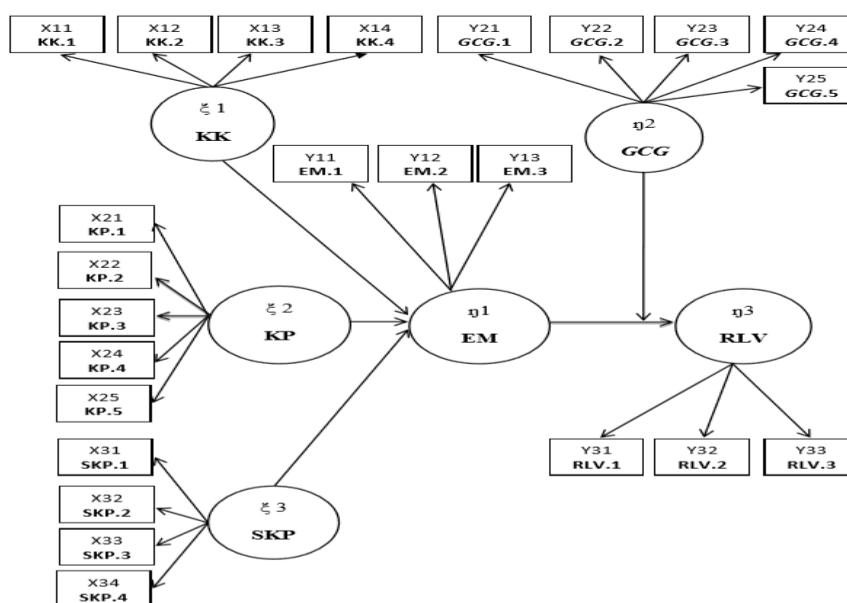 X11
KK.1
X12
KK.2
X13
KK.3
X14
KK.4
Y21
GCG.1
Y22
GCG.2
Y23
GCG.3
Y24
GCG.4
Y25
GCG.5
ξ 1
KK
ŋ2
GCG
Y11
EM.1
Y12
EM.2
Y13
EM.3
X21
KP.1
X22
KP.2
X23
KP.3
X24
KP.4
X25
KP.5
ξ 2
KP
ŋ1
EM
ŋ3
RLV
X31
SKP.1
X32
SKP.2
X33
SKP.3
X34
SKP.4
ξ 3
SKP
Y31
RLV.1
Y32
RLV.2
Y33
RLV.3